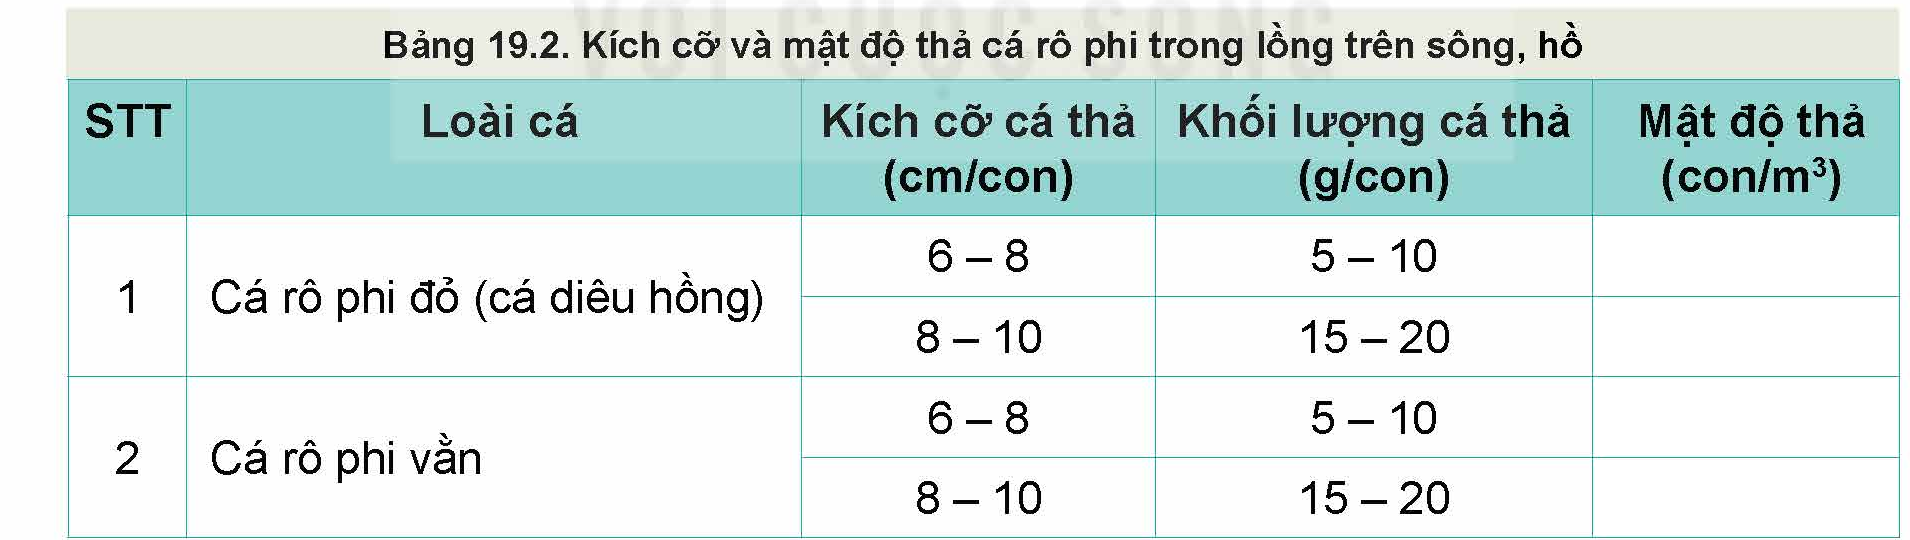 VỚI CUỘC SỐNG
Bảng 19.2. Kích cỡ và mật độ thả cá rô phi trong lồng trên sông, hồ
STT Loài cá Kích cỡ cá thả (cm/con) Khối lượng cá thả (g/con) Mật độ thả (con/m³)
1 Cá rô phi đỏ (cá diêu hồng) 6 – 8 5 – 10
8 – 10 15 – 20
2 Cá rô phi vằn 6 – 8 5 – 10
8 – 10 15 – 20